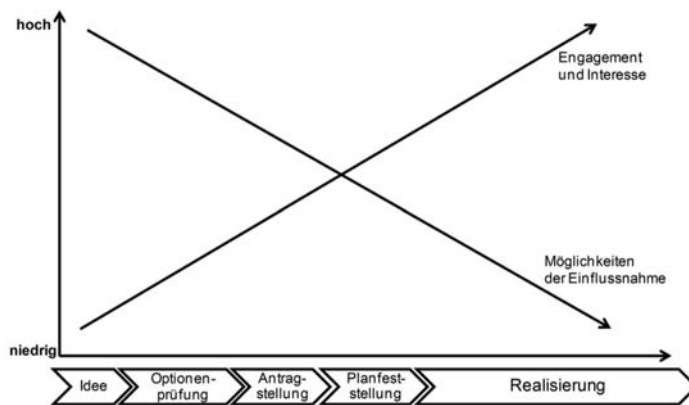 hoch
Engagement
und Interesse
Möglichkeiten
der Einflussnahme
niedrig
Idee
Optionen-
prüfung
Antrag-
stellung
Planfest-
stellung
Realisierung